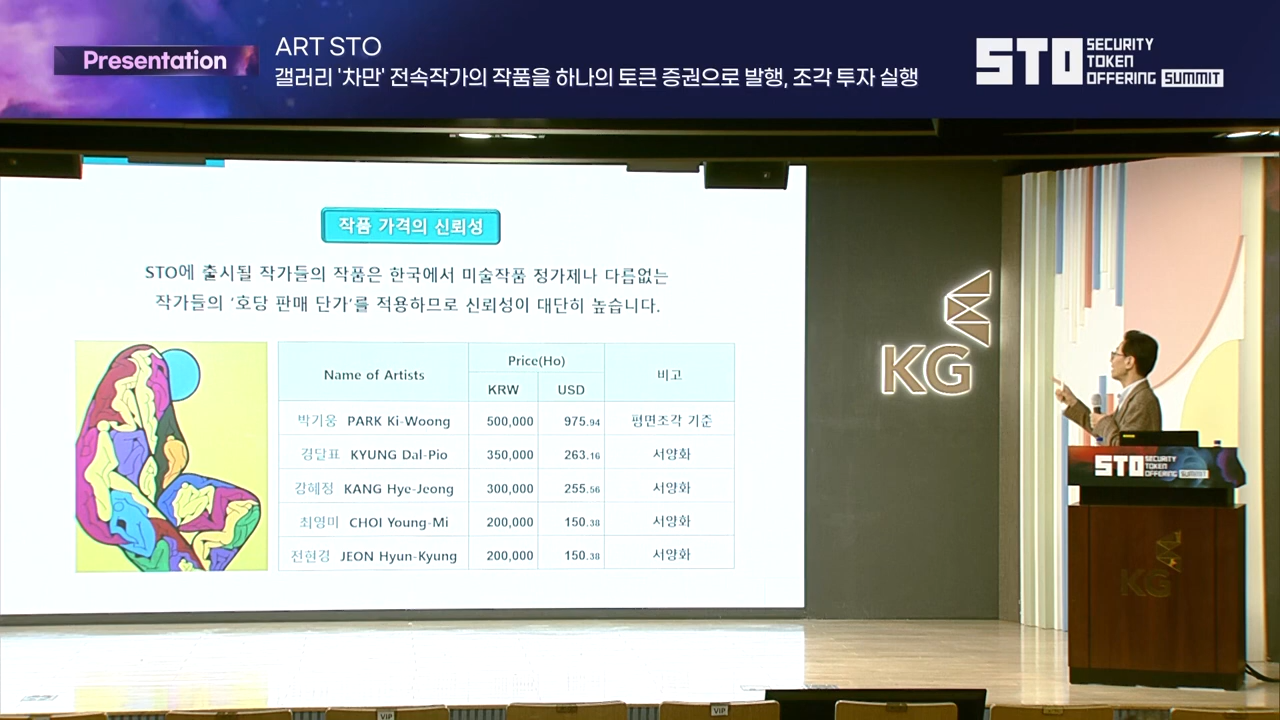 Presentation
ART STO
갤러리 '차만' 전속작가의 작품을 하나의 토큰 증권으로 발행, 조각 투자 실행
STO SECURITY
TOKEN
OFFERING SUMMIT
작품 가격의 신뢰성
STO에 출시될 작가들의 작품은 한국에서 미술작품 정가제나 다름없는
작가들의 '호당 판매 단가'를 적용하므로 신뢰성이 대단히 높습니다.
Name of Artists Price(Ho) 비고
KRW USD
박기웅 PARK Ki-Woong 500,000 975.94 평면조각 기준
경달표 KYUNG Dal-Pio 350,000 263.16 서양화
강혜정 KANG Hye-Jeong 300,000 255.56 서양화
최영미 CHOI Young-Mi 200,000 150.38 서양화
전현경 JEON Hyun-Kyung 200,000 150.38 서양화
KG
STO SECURITY
TOKEN
OFFERING SUMMIT
KG
VIP
VIP